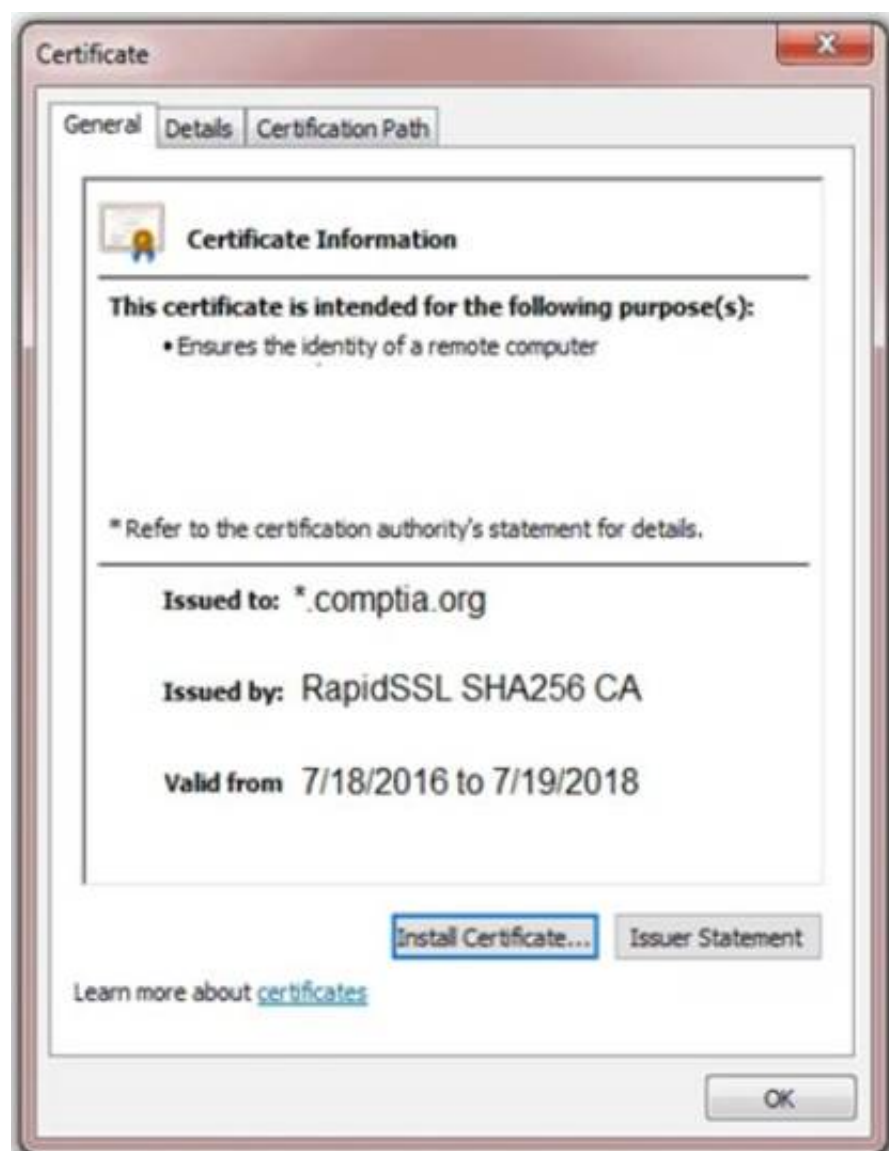 Certificate
General Details Certification Path
Certificate Information
This certificate is intended for the following purpose(s):
• Ensures the identity of a remote computer
* Refer to the certification authority's statement for details.
Issued to: *.comptia.org
Issued by: RapidSSL SHA256 CA
Valid from 7/18/2016 to 7/19/2018
Install Certificate... Issuer Statement
Learn more about certificates
OK